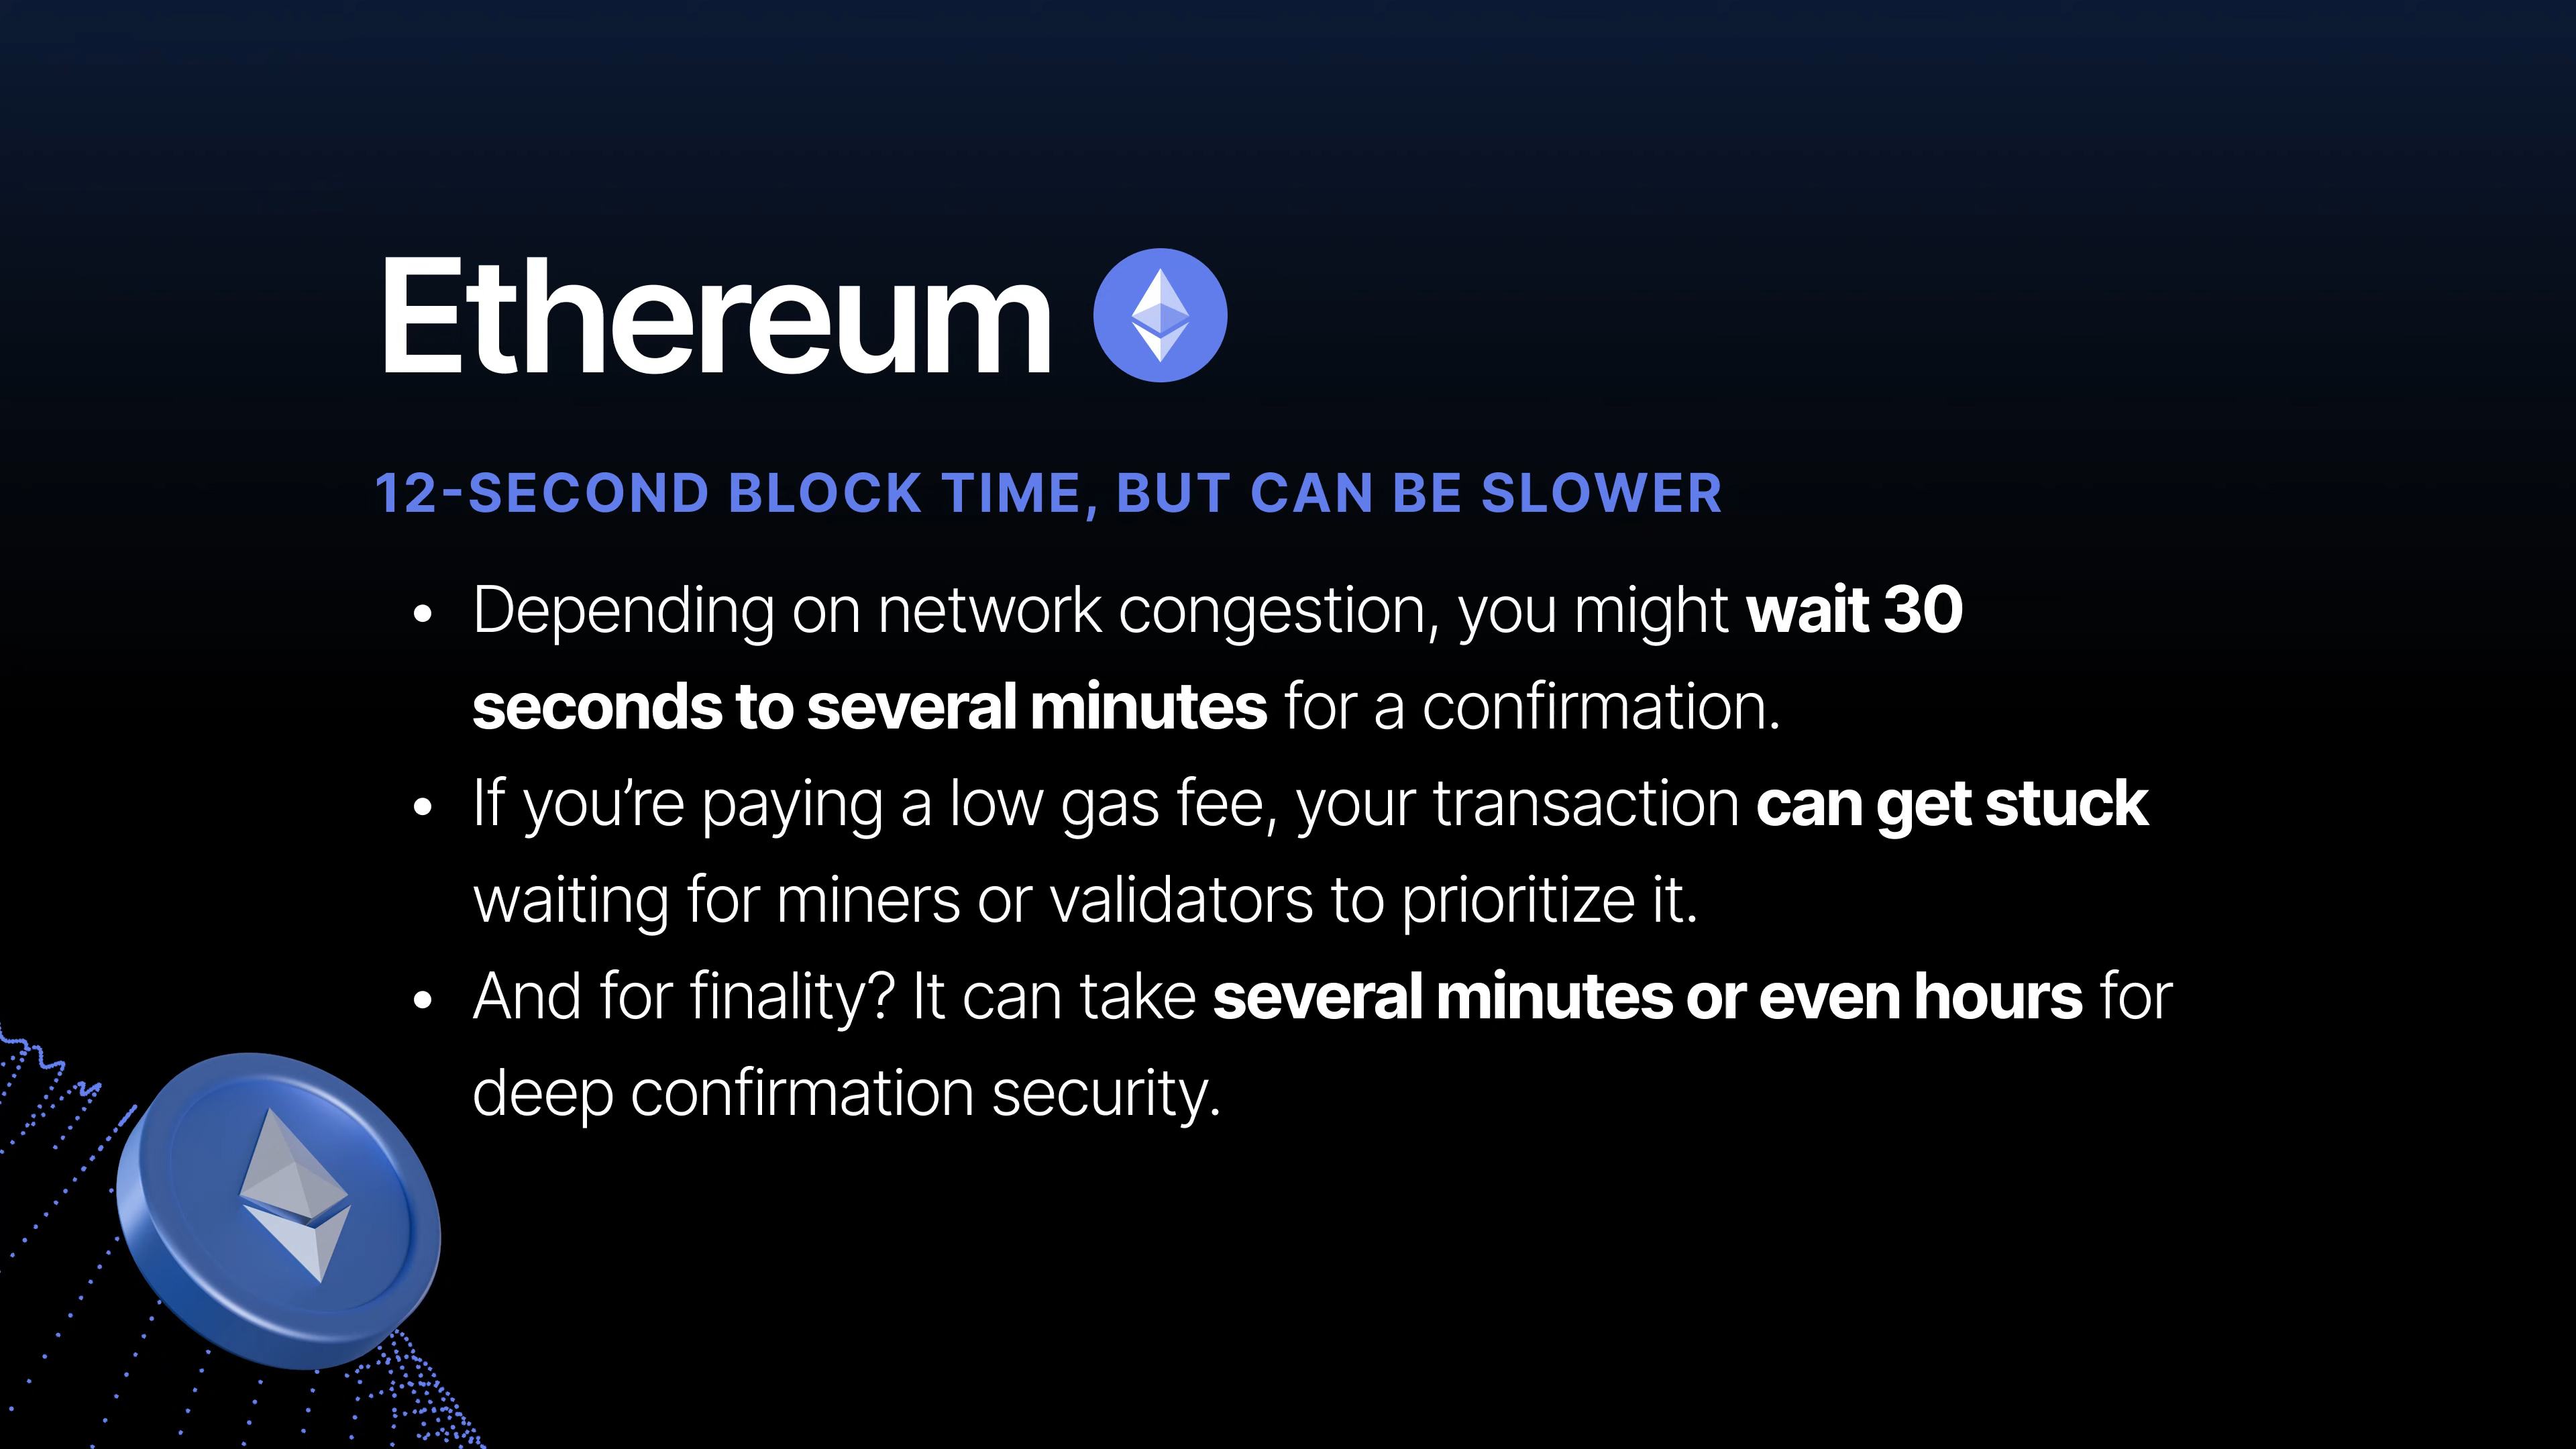 Ethereum
12-SECOND BLOCK TIME, BUT CAN BE SLOWER
• Depending on network congestion, you might wait 30
seconds to several minutes for a confirmation.
• If you’re paying a low gas fee, your transaction can get stuck
waiting for miners or validators to prioritize it.
• And for finality? It can take several minutes or even hours for
deep confirmation security.